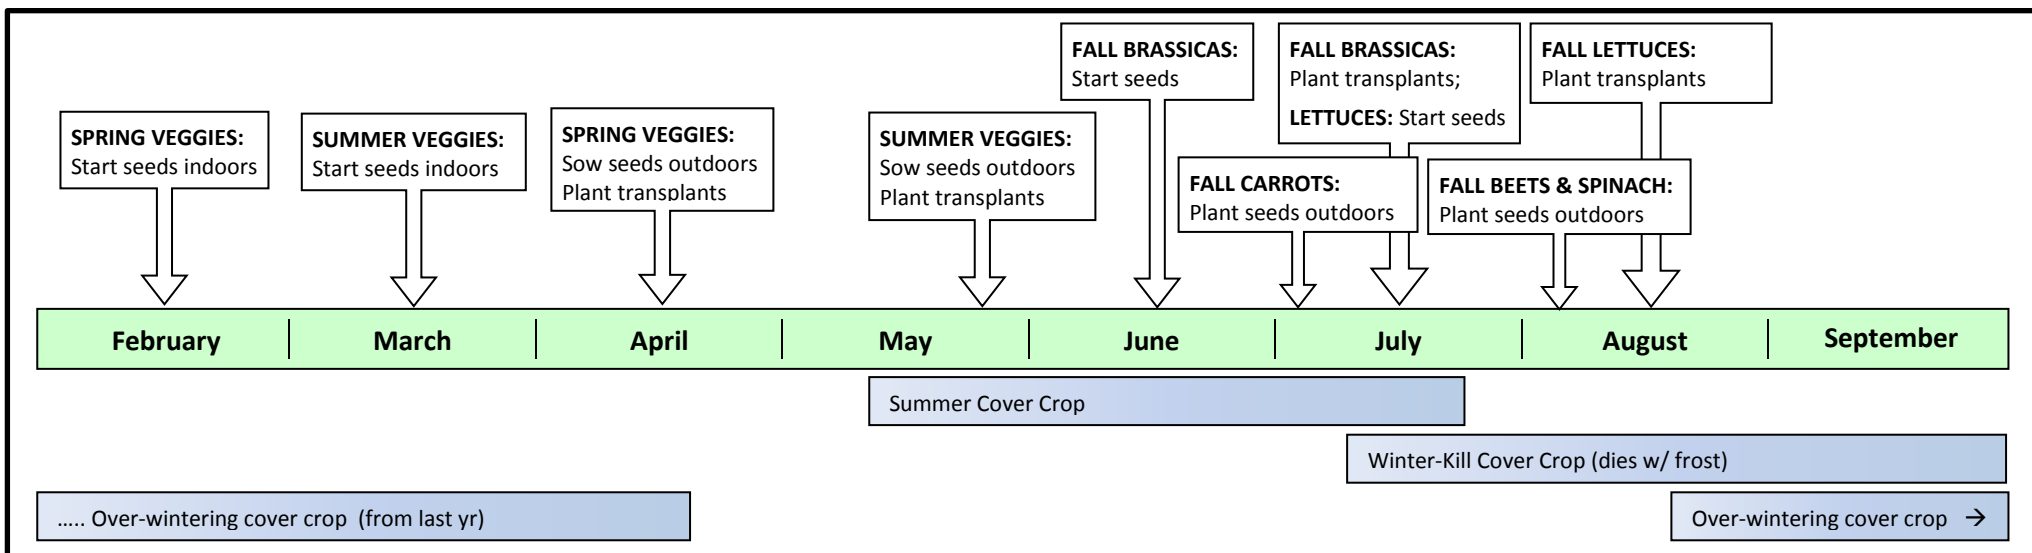 FALL BRASSICAS:
Start seeds
FALL BRASSICAS:
Plant transplants;
LETTUCES: Start seeds
FALL LETTUCES:
Plant transplants
SPRING VEGGIES:
Start seeds indoors
SUMMER VEGGIES:
Start seeds indoors
SPRING VEGGIES:
Sow seeds outdoors
Plant transplants
SUMMER VEGGIES:
Sow seeds outdoors
Plant transplants
FALL CARROTS:
Plant seeds outdoors
FALL BEETS & SPINACH:
Plant seeds outdoors
February
March
April
May
June
July
August
September
Summer Cover Crop
Winter-Kill Cover Crop (dies w/ frost)
….. Over-wintering cover crop (from last yr)
Over-wintering cover crop →